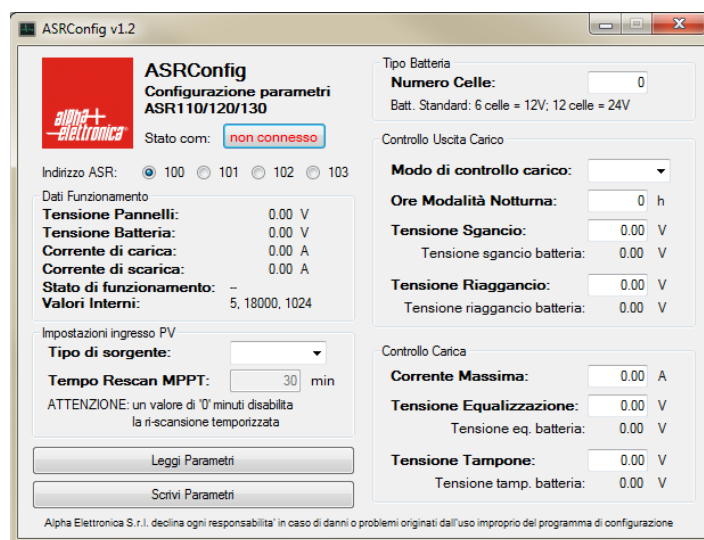 ASRConfig v1.2
alpha+
elettronica
ASRConfig
Configurazione parametri
ASR110/120/130
Stato com: non connesso
Indirizzo ASR: 100 101 102 103
Dati Funzionamento
Tensione Pannelli: 0.00 V
Tensione Batteria: 0.00 V
Corrente di carica: 0.00 A
Corrente di scarica: 0.00 A
Stato di funzionamento: --
Valori Interni: 5, 18000, 1024
Impostazioni ingresso PV
Tipo di sorgente:
Tempo Rescan MPPT: 30 min
ATTENZIONE: un valore di '0' minuti disabilita
la ri-scansione temporizzata
Leggi Parametri
Scrivi Parametri
Tipo Batteria
Numero Celle: 0
Batt. Standard: 6 celle = 12V; 12 celle = 24V
Controllo Uscita Carico
Modo di controllo carico:
Ore Modalità Notturna: 0 h
Tensione Sgancio: 0.00 V
Tensione sgancio batteria: 0.00 V
Tensione Riaggancio: 0.00 V
Tensione riaggancio batteria: 0.00 V
Controllo Carica
Corrente Massima: 0.00 A
Tensione Equalizzazione: 0.00 V
Tensione eq. batteria: 0.00 V
Tensione Tampone: 0.00 V
Tensione tamp. batteria: 0.00 V
Alpha Elettronica S.r.l. declina ogni responsabilita' in caso di danni o problemi originati dall'uso improprio del programma di configurazione